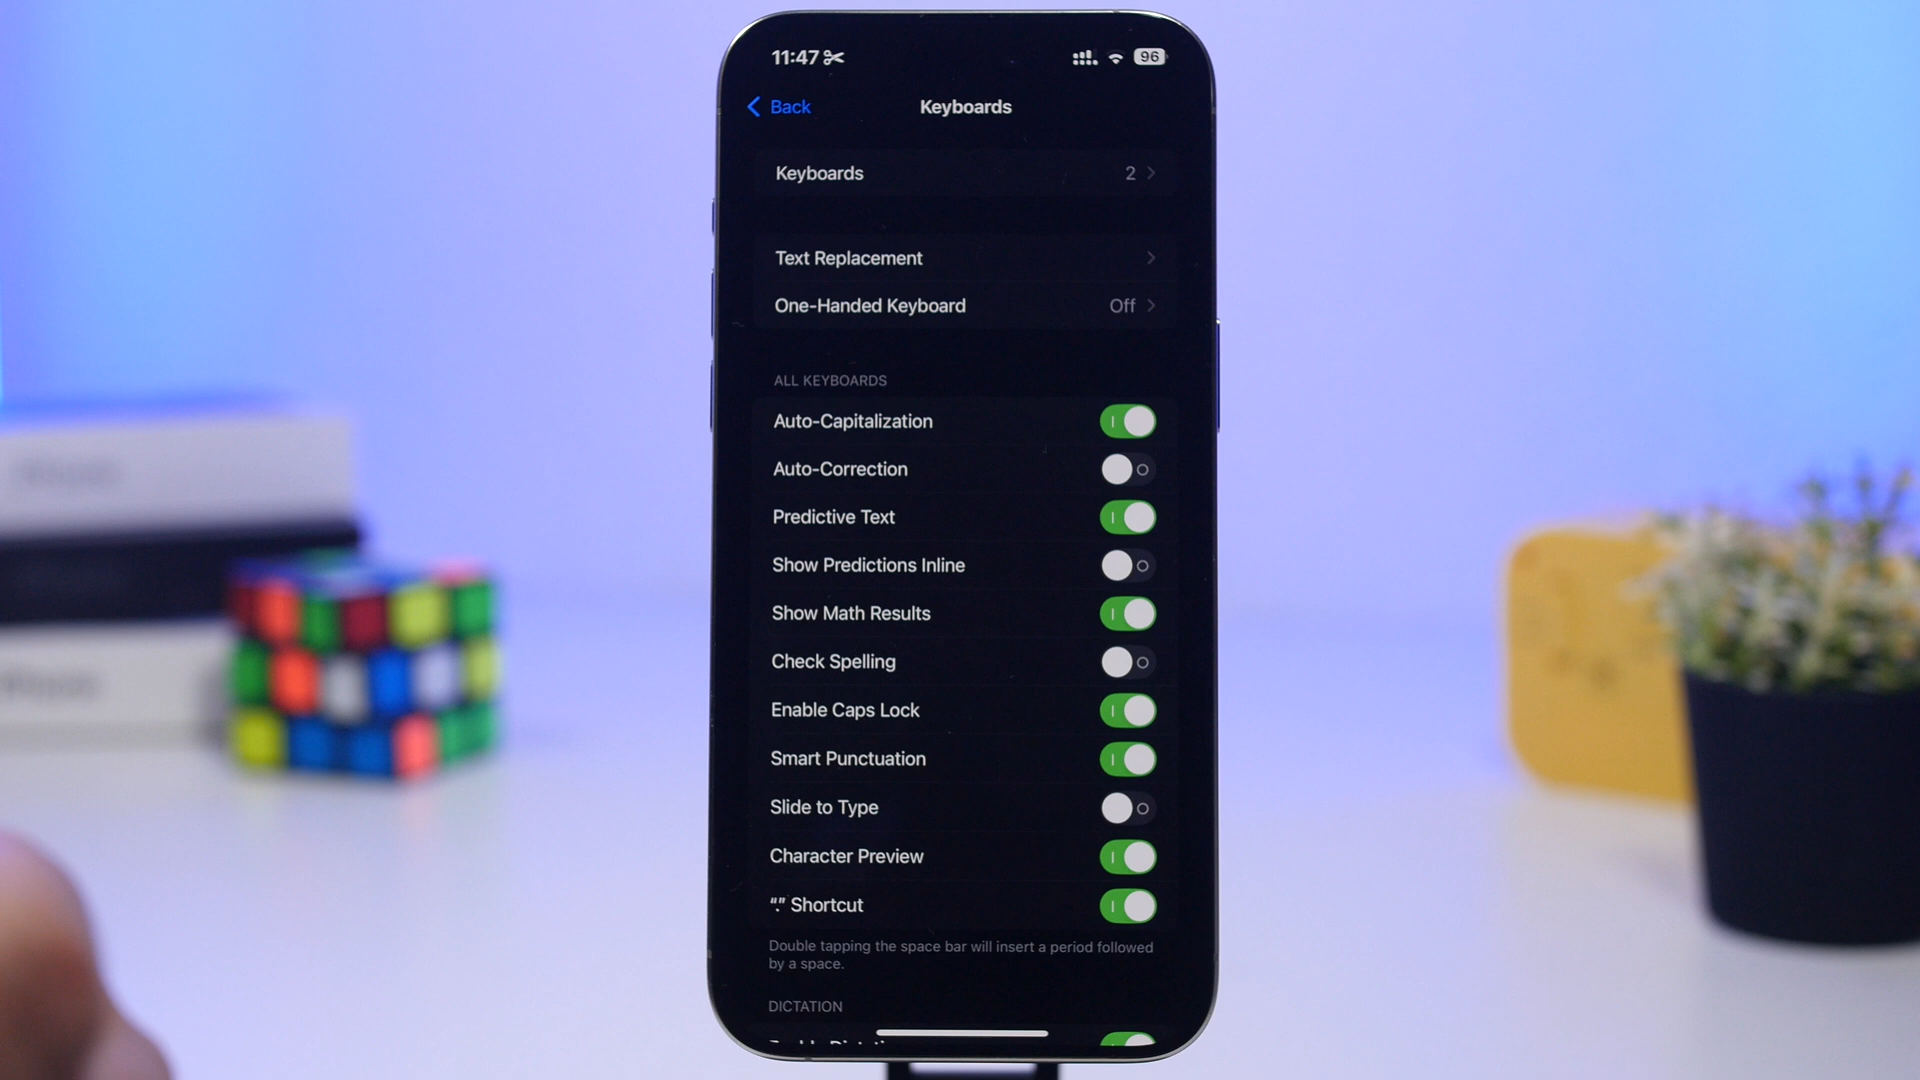 11:47
96
Back
Keyboards
Keyboards 2
Text Replacement
One-Handed Keyboard Off
ALL KEYBOARDS
Auto-Capitalization
Auto-Correction
Predictive Text
Show Predictions Inline
Show Math Results
Check Spelling
Enable Caps Lock
Smart Punctuation
Slide to Type
Character Preview
“.” Shortcut
Double tapping the space bar will insert a period followed
by a space.
DICTATION